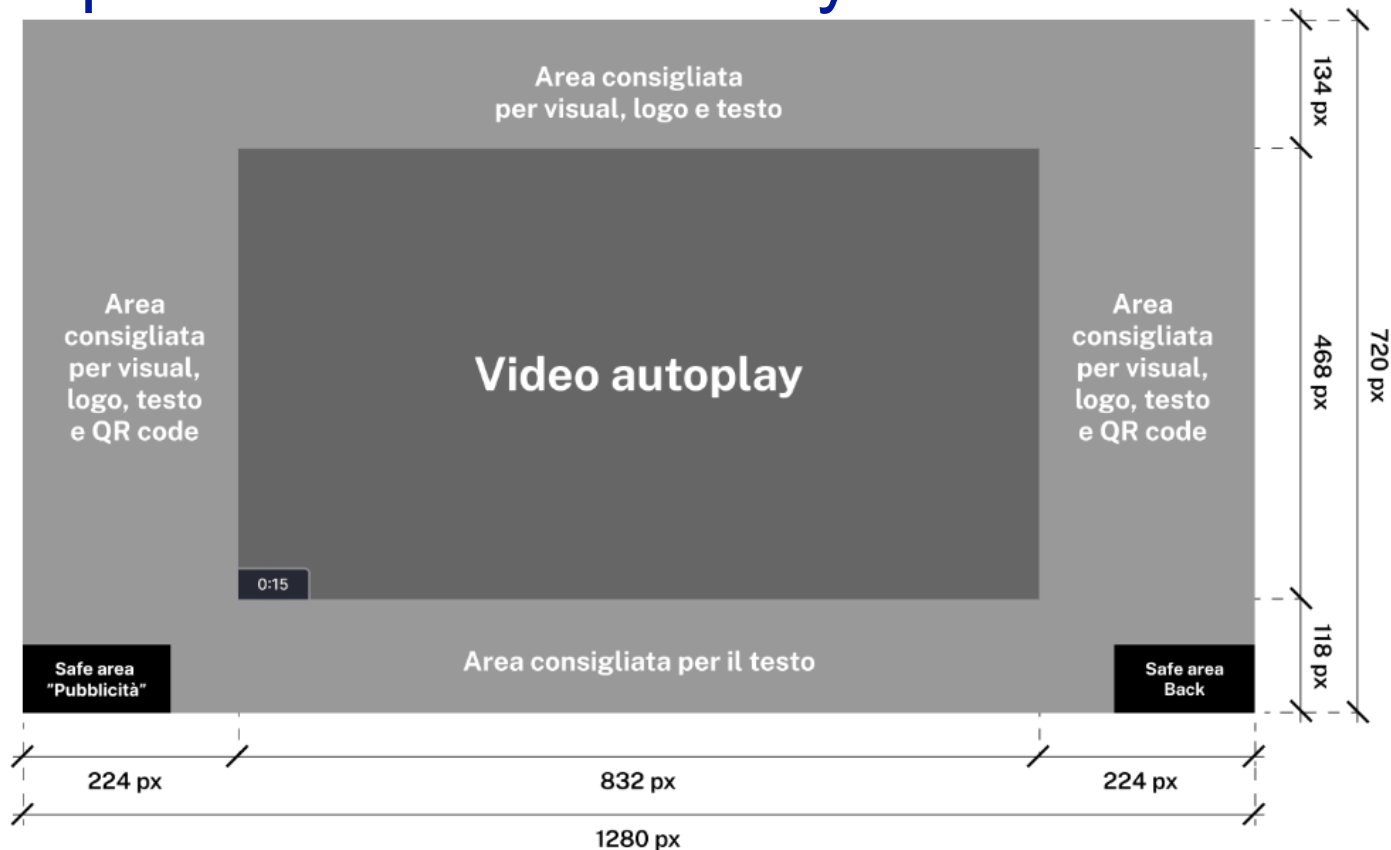 Area consigliata
per visual, logo e testo
134 px
Area
consigliata
per visual,
logo, testo
e QR code
Video autoplay
Area
consigliata
per visual,
logo, testo
e QR code
468 px
720 px
0:15
Safe area
"Pubblicità"
Area consigliata per il testo
Safe area
Back
118 px
224 px
832 px
224 px
1280 px